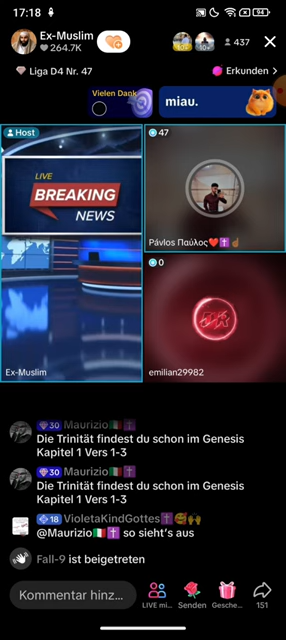 17:18
94
Ex-Muslim
264.7K
437
Liga D4 Nr. 47
Erkunden >
Vielen Dank
miau.
Host
47
LIVE
BREAKING
NEWS
Ex-Muslim
Pávlos Παύλος❤️✝️☝🏾
0
emilian29982
30 Maurizio🇮🇹✝️
Die Trinität findest du schon im Genesis
Kapitel 1 Vers 1-3
30 Maurizio🇮🇹✝️
Die Trinität findest du schon im Genesis
Kapitel 1 Vers 1-3
18 VioletaKindGottes✝️🥰🙌
@Maurizio🇮🇹✝️ so sieht's aus
Fall-9 ist beigetreten
Kommentar hinz...
LIVE mi...
Senden
Gesche...
151